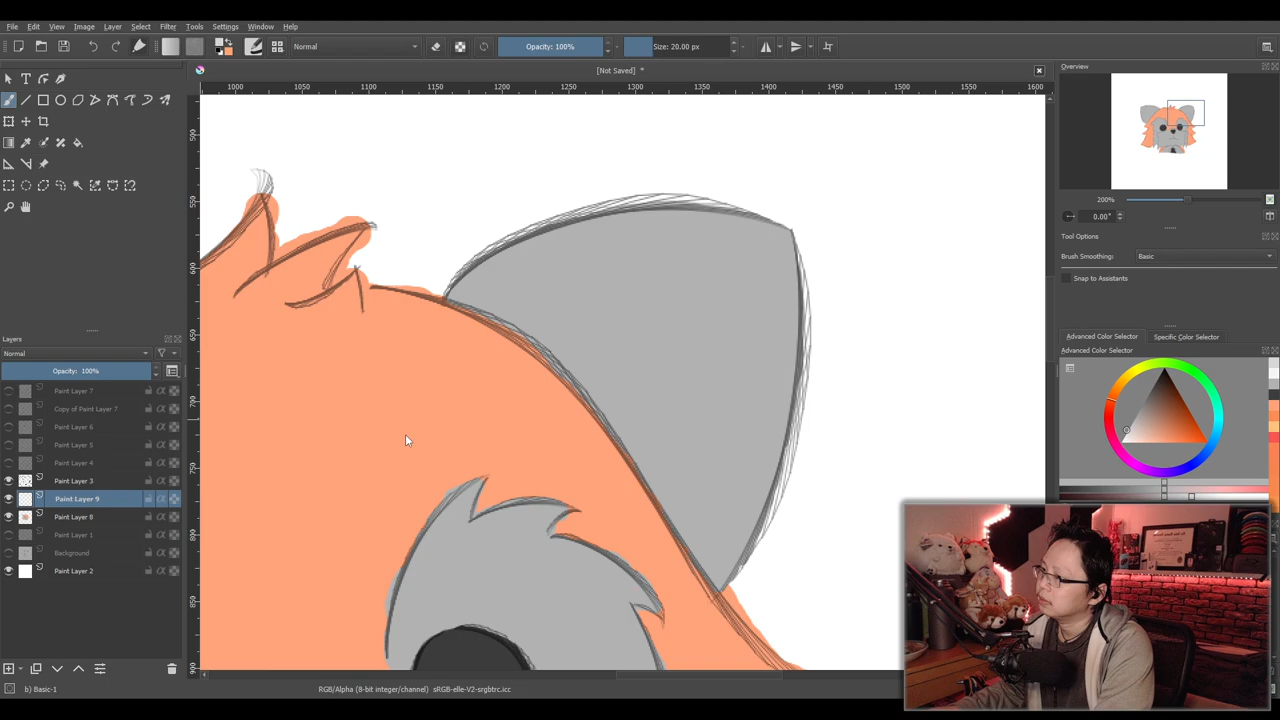 File Edit View Image Layer Select Filter Tools Settings Window Help
Normal Opacity: 100% Size: 20.00 px
[Not Saved] *
Overview
1000 1050 1100 1150 1200 1250 1300 1350 1400 1450 1500 1550 1600
200%
0.00°
Tool Options
Brush Smoothing: Basic
Snap to Assistants
Layers
Normal
Opacity: 100%
Paint Layer 7
Copy of Paint Layer 7
Paint Layer 6
Paint Layer 5
Paint Layer 4
Paint Layer 3
Paint Layer 9
Paint Layer 8
Paint Layer 1
Background
Paint Layer 2
Advanced Color Selector Specific Color Selector
Advanced Color Selector
b) Basic-1
RGB/Alpha (8-bit integer/channel) sRGB-elle-V2-srgbtrc.icc